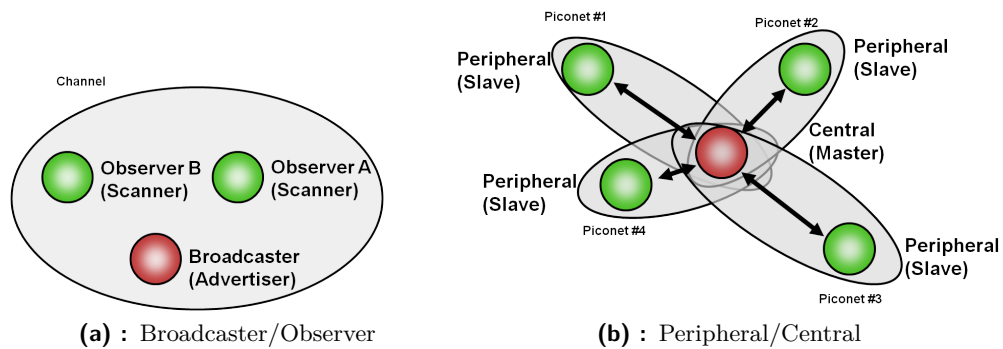 Channel
Observer B
(Scanner)
Observer A
(Scanner)
Broadcaster
(Advertiser)
(a) : Broadcaster/Observer
Piconet #1
Piconet #2
Peripheral
(Slave)
Peripheral
(Slave)
Central
(Master)
Peripheral
(Slave)
Piconet #4
Peripheral
(Slave)
Piconet #3
(b) : Peripheral/Central